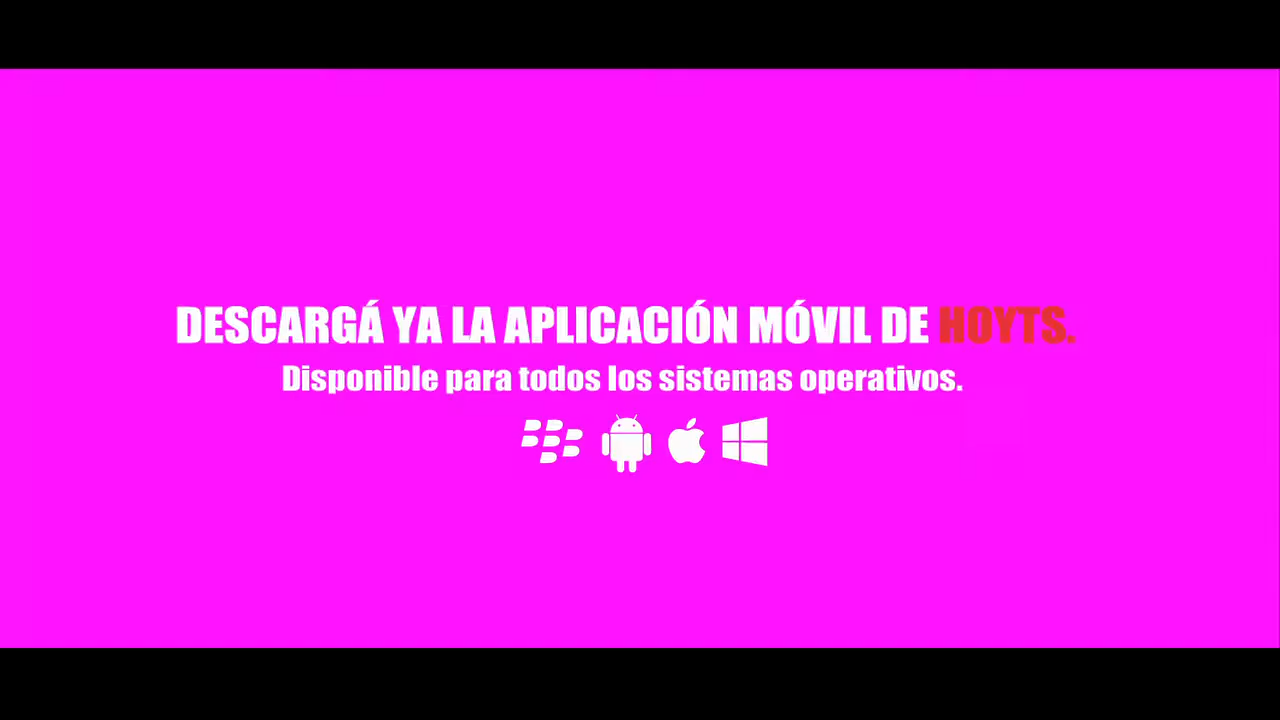 DESCARGÁ YA LA APLICACIÓN MÓVIL DE HOYTS.
Disponible para todos los sistemas operativos.